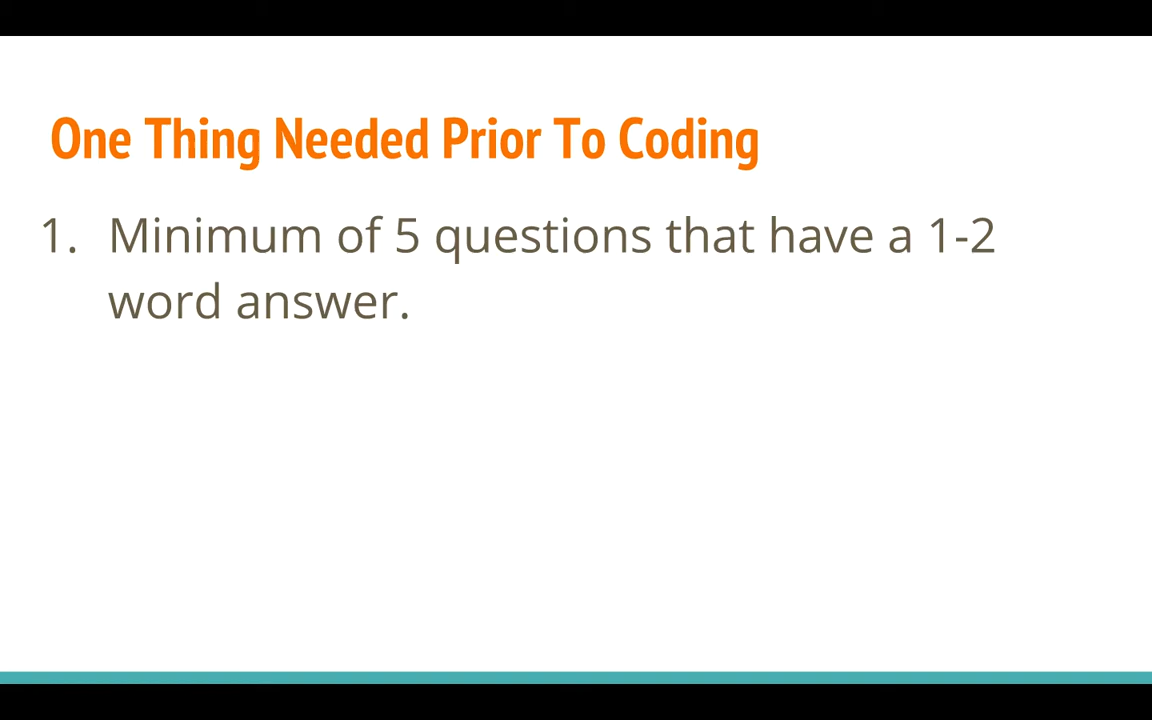 One Thing Needed Prior To Coding
1. Minimum of 5 questions that have a 1-2
word answer.